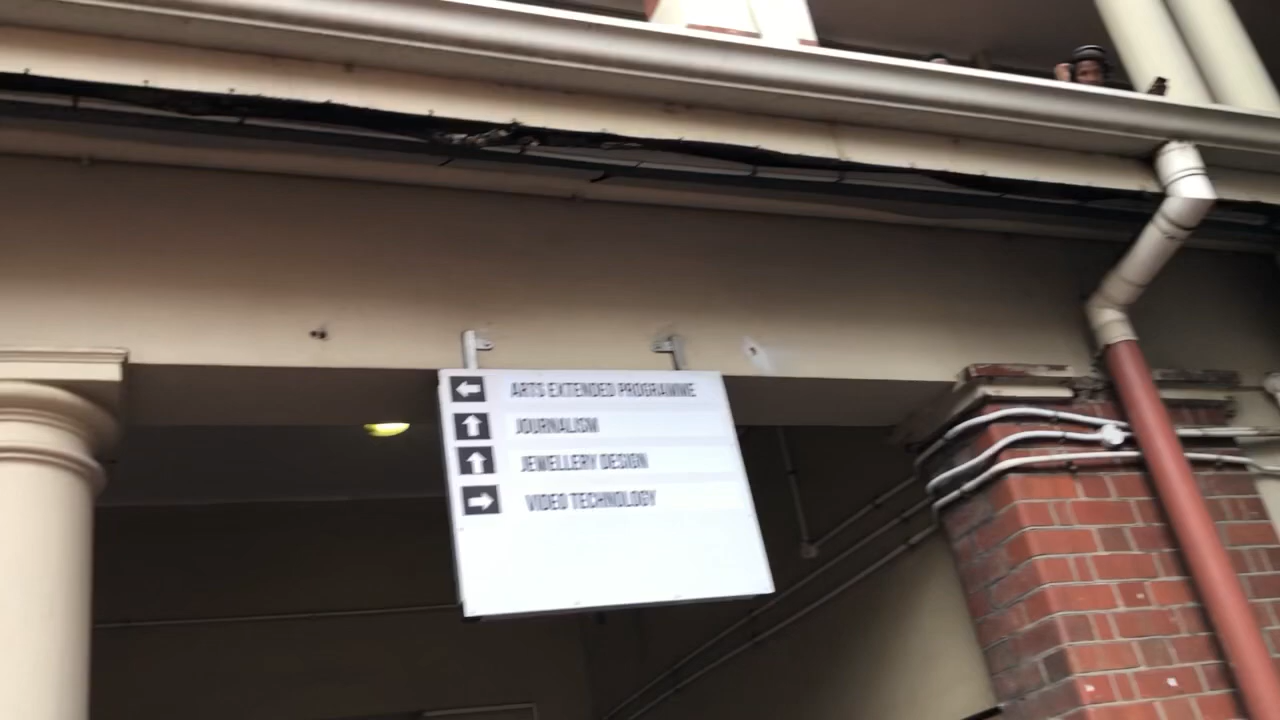 ARTS EXTENDED PROGRAMME
JOURNALISM
JEWELLERY DESIGN
VIDEO TECHNOLOGY